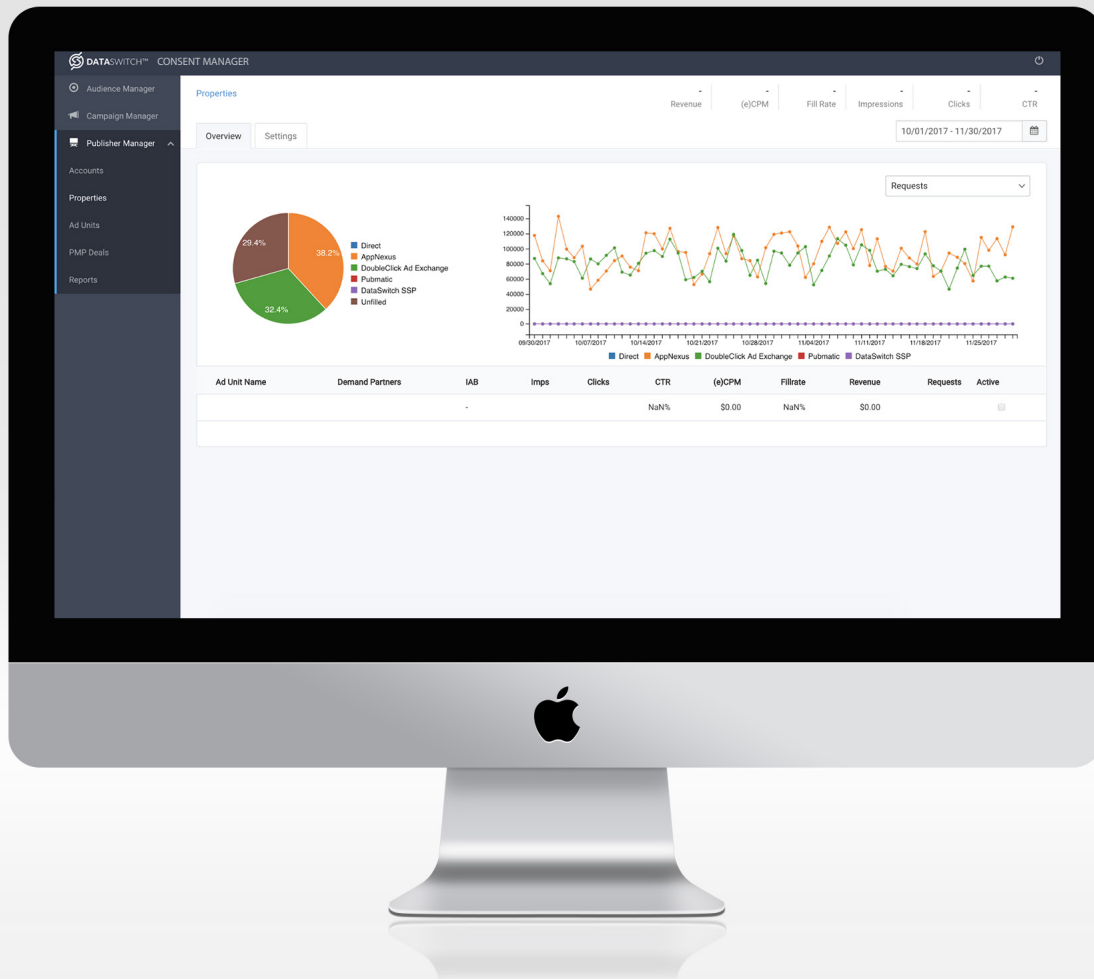 DATASWITCH™ CONSENT MANAGER
Audience Manager
Campaign Manager
Publisher Manager
Accounts
Properties
Ad Units
PMP Deals
Reports
Properties
- - - - - -
Revenue (e)CPM Fill Rate Impressions Clicks CTR
Overview Settings
10/01/2017 - 11/30/2017
Requests
29.4%
38.2%
32.4%
Direct
AppNexus
DoubleClick Ad Exchange
Pubmatic
DataSwitch SSP
Unfilled
140000
120000
100000
80000
60000
40000
20000
0
09/30/2017 10/07/2017 10/14/2017 10/21/2017 10/28/2017 11/04/2017 11/11/2017 11/18/2017 11/25/2017
Direct AppNexus DoubleClick Ad Exchange Pubmatic DataSwitch SSP
Ad Unit Name Demand Partners IAB Imps Clicks CTR (e)CPM Fillrate Revenue Requests Active
- NaN% $0.00 NaN% $0.00